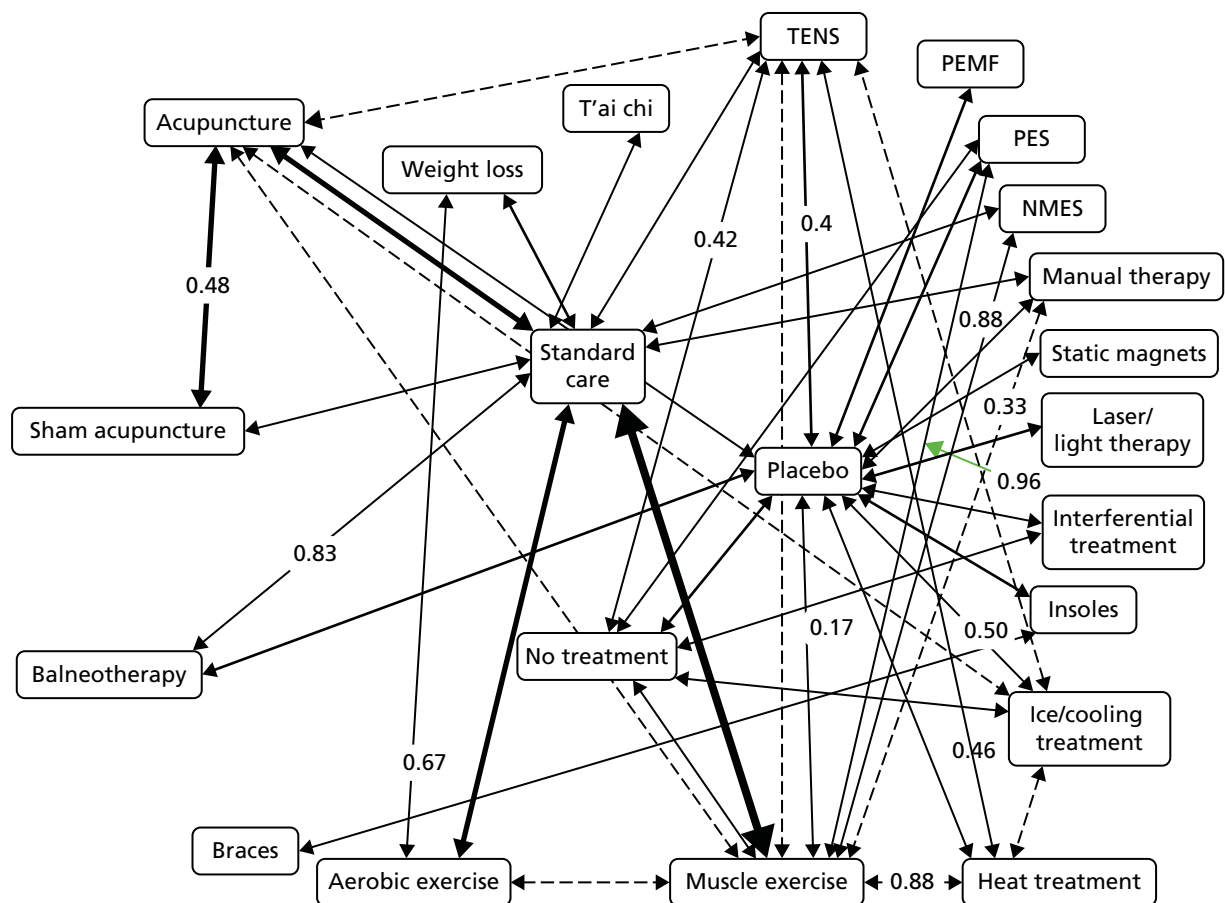 TENS
PEMF
Acupuncture
T’ai chi
PES
Weight loss
NMES
0.42
0.4
Manual therapy
0.48
0.88
Standard
care
Static magnets
0.33
Laser/
light therapy
Sham acupuncture
Placebo
0.96
Interferential
treatment
0.83
Insoles
0.17
0.50
No treatment
Balneotherapy
Ice/cooling
treatment
0.67
0.46
Braces
Aerobic exercise
Muscle exercise
0.88
Heat treatment